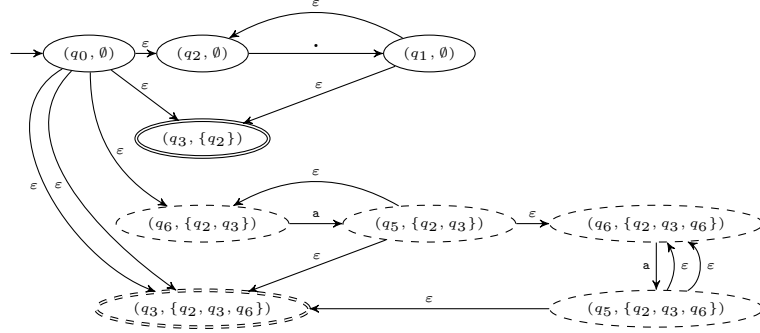 ε
(q₀, ∅) ε (q₂, ∅) . (q₁, ∅)
ε ε
(q₃, {q₂})
ε ε
ε ε
(q₆, {q₂, q₃}) a (q₅, {q₂, q₃}) ε (q₆, {q₂, q₃, q₆})
ε a ε ε
(q₃, {q₂, q₃, q₆}) ε (q₅, {q₂, q₃, q₆})